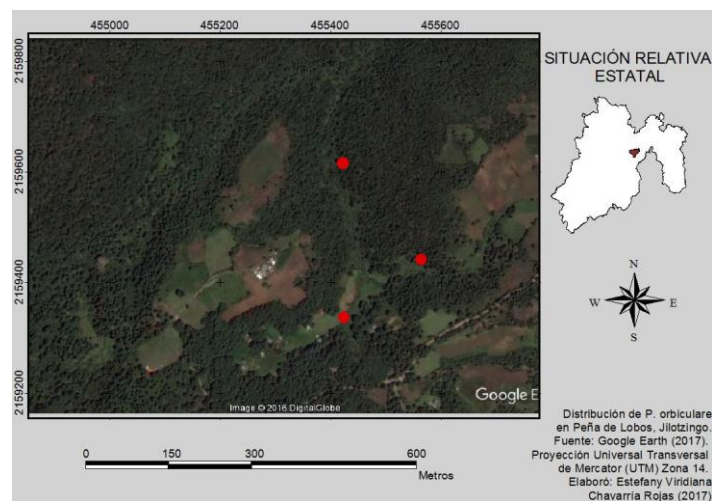 455000 455200 455400 455600
2159800
2159600
2159400
2159200
Image © 2016 DigitalGlobe
Google E
0 150 300 600
Metros
SITUACIÓN RELATIVA
ESTATAL
N
W E
S
Distribución de P. orbiculare
en Peña de Lobos, Jilotzingo.
Fuente: Google Earth (2017).
Proyección Universal Transversal
de Mercator (UTM) Zona 14.
Elaboró: Estefany Viridiana
Chavarría Rojas (2017)